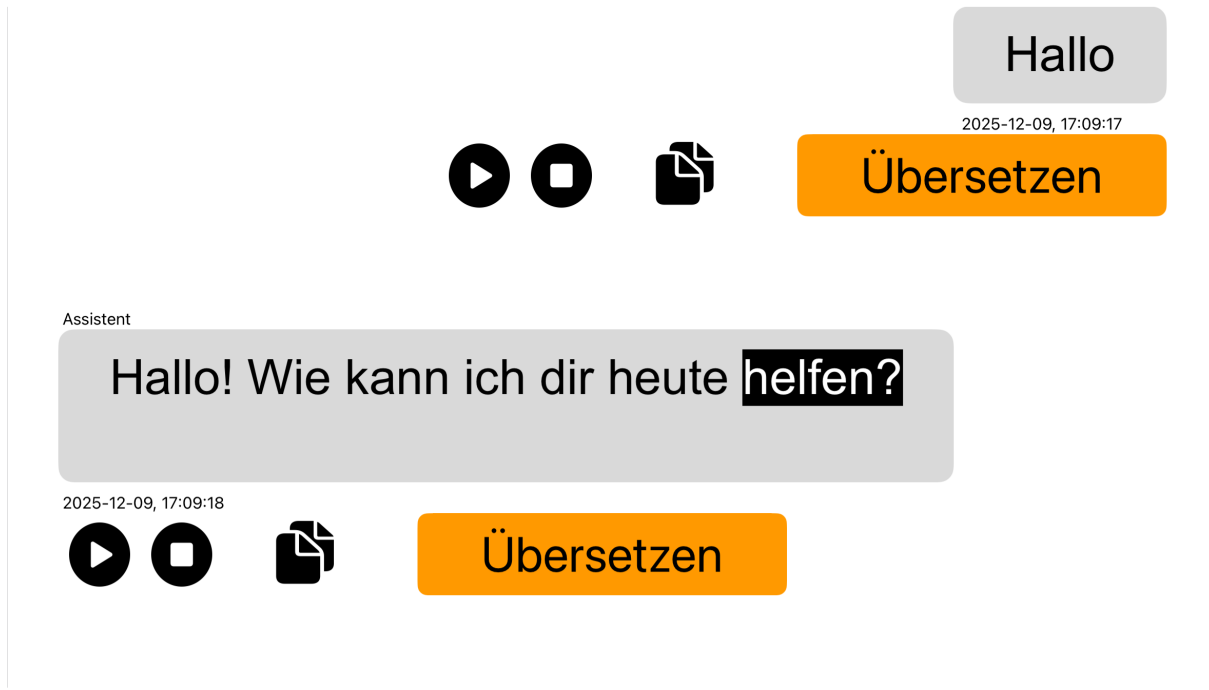 Hallo
2025-12-09, 17:09:17
Übersetzen
Assistent
Hallo! Wie kann ich dir heute helfen?
2025-12-09, 17:09:18
Übersetzen